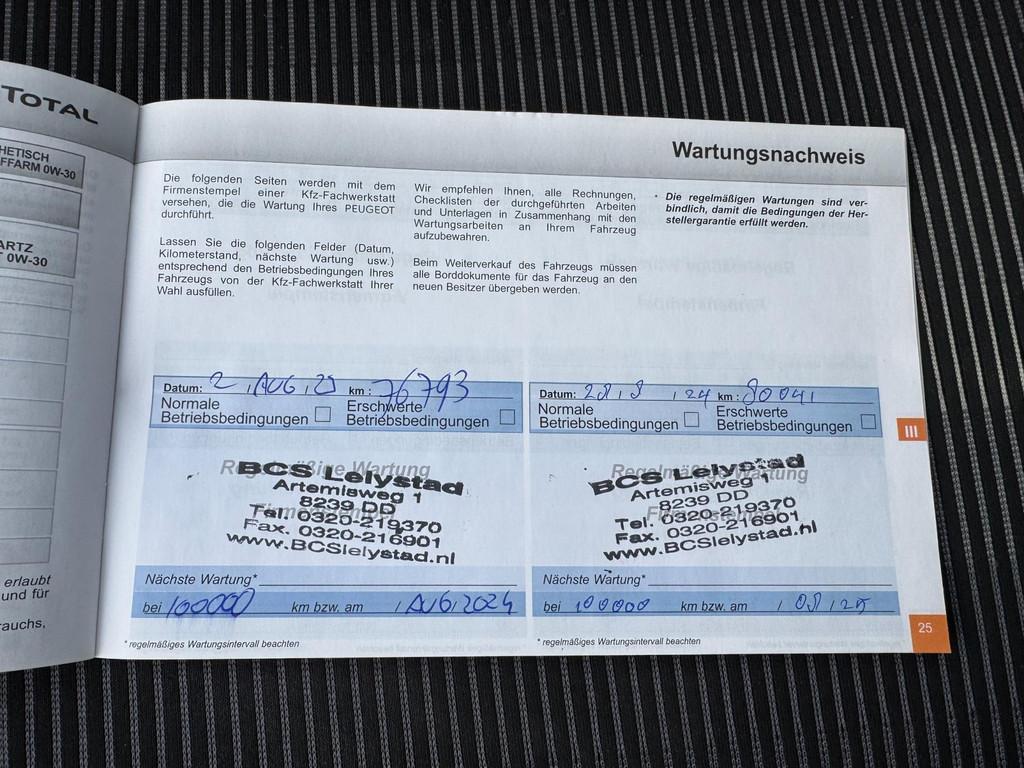 TOTAL
HETISCH
FFARM 0W-30
ARTZ
0W-30
erlaubt
und für
rauchs,
Wartungsnachweis
Die folgenden Seiten werden mit dem
Firmenstempel einer Kfz-Fachwerkstatt
versehen, die die Wartung Ihres PEUGEOT
durchführt.
Lassen Sie die folgenden Felder (Datum,
Kilometerstand, nächste Wartung usw.)
entsprechend den Betriebsbedingungen Ihres
Fahrzeugs von der Kfz-Fachwerkstatt Ihrer
Wahl ausfüllen.
Wir empfehlen Ihnen, alle Rechnungen,
Checklisten der durchgeführten Arbeiten
und Unterlagen in Zusammenhang mit den
Wartungsarbeiten an Ihrem Fahrzeug
aufzubewahren.
Beim Weiterverkauf des Fahrzeugs müssen
alle Borddokumente für das Fahrzeug an den
neuen Besitzer übergeben werden.
• Die regelmäßigen Wartungen sind ver-
bindlich, damit die Bedingungen der Her-
stellergarantie erfüllt werden.
Datum: 2, AUG, km: 76793
Normale Betriebsbedingungen
Erschwerte Betriebsbedingungen
Regelmäßige Wartung
BCS Lelystad
Artemisweg 1
8239 DD
Tel. 0320-219370
Fax. 0320-216901
www.BCSlelystad.nl
Nächste Wartung*
bei 100000 km bzw. am / AUG / 2024
* regelmäßiges Wartungsintervall beachten
Datum: 28, 8, 24 km: 80041
Normale Betriebsbedingungen
Erschwerte Betriebsbedingungen
Regelmäßige Wartung
BCS Lelystad
Artemisweg 1
8239 DD
Tel. 0320-219370
Fax. 0320-216901
www.BCSlelystad.nl
Nächste Wartung*
bei 100000 km bzw. am / 08 / 25
* regelmäßiges Wartungsintervall beachten
III
25